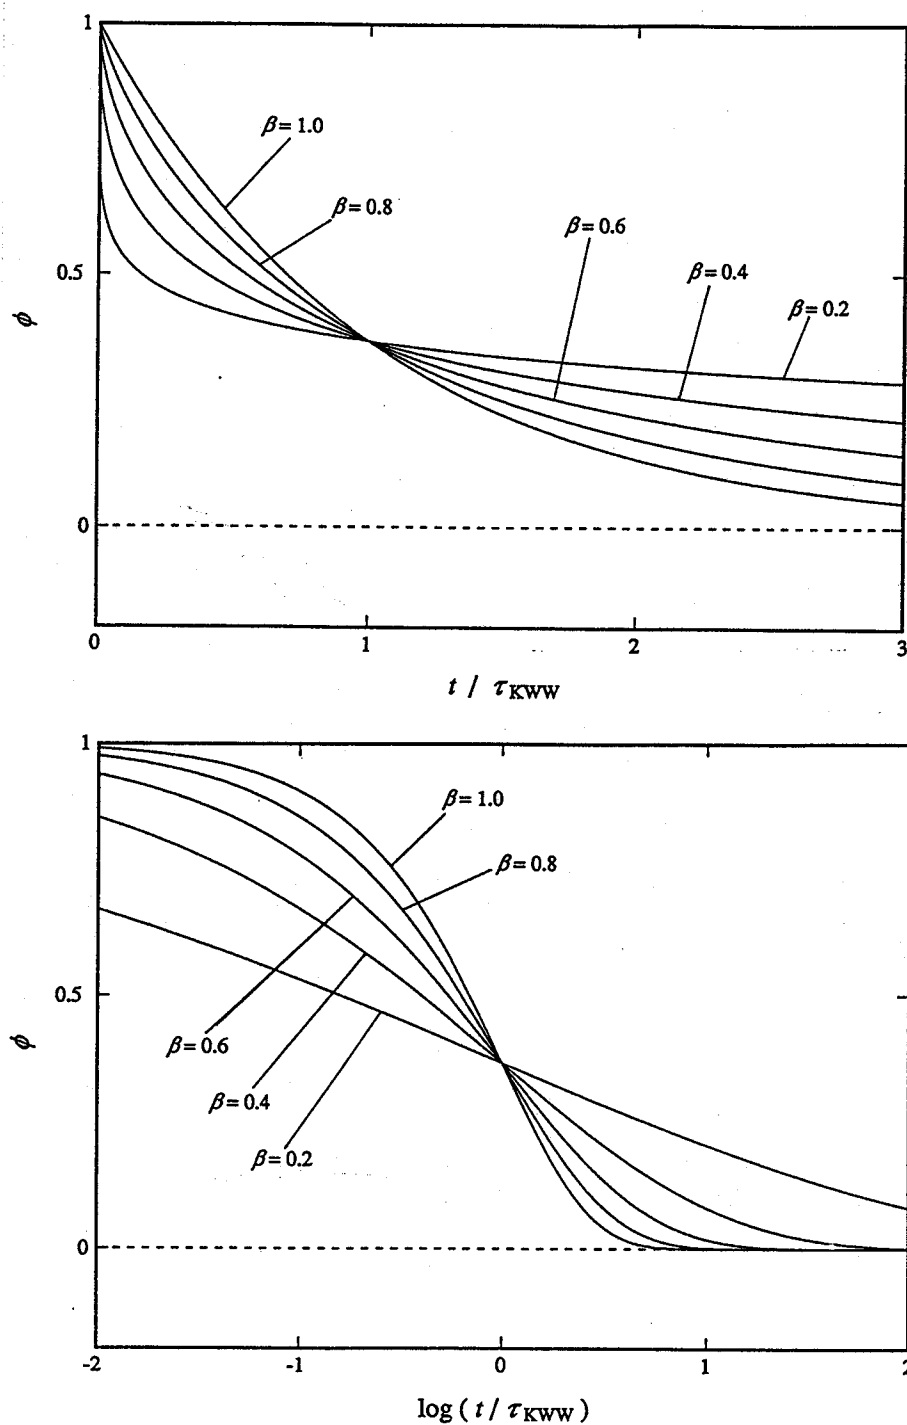 1
β = 1.0
β = 0.8
β = 0.6
β = 0.4
β = 0.2
0.5
ϕ
0
0 1 2 3
t / τKWW
1
β = 1.0
β = 0.8
0.5
β = 0.6
ϕ
β = 0.4
β = 0.2
0
-2 -1 0 1 2
log ( t / τKWW )